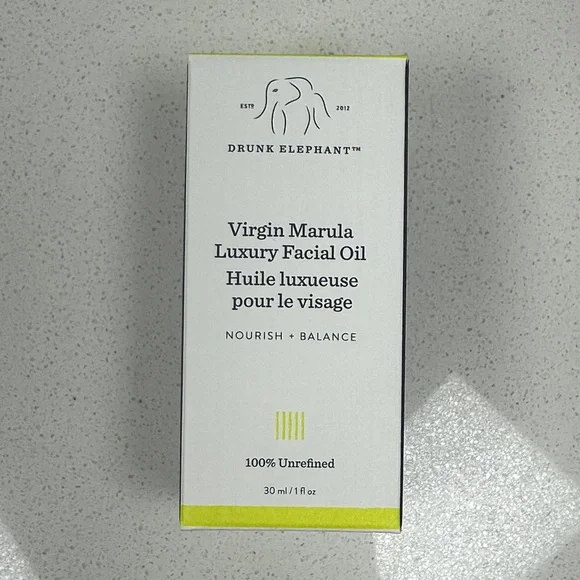 ESTD 2012
DRUNK ELEPHANT™
Virgin Marula
Luxury Facial Oil
Huile luxueuse
pour le visage
NOURISH + BALANCE
100% Unrefined
30 ml / 1 fl oz